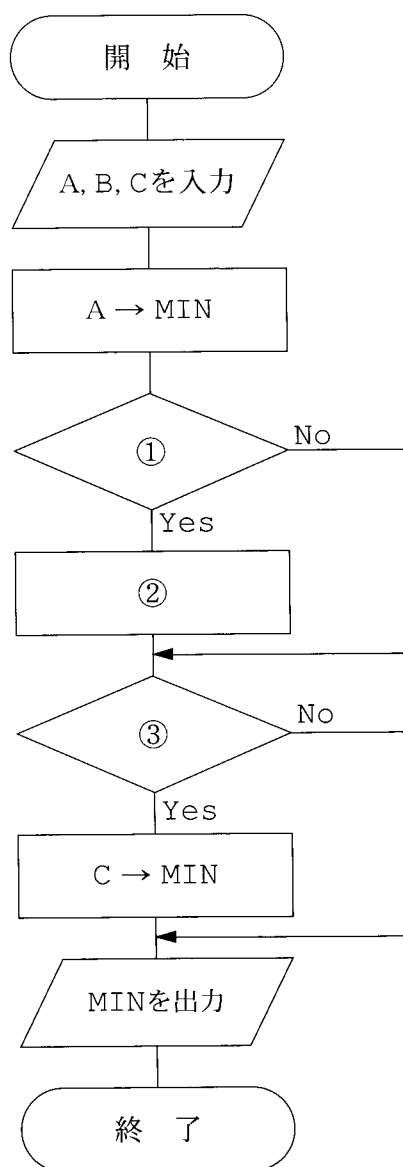 開 始
A, B, Cを入力
A → MIN
①
No
Yes
②
③
No
Yes
C → MIN
MINを出力
終 了